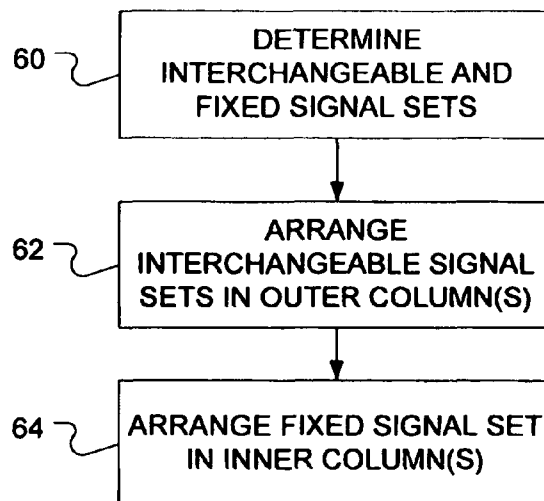 60
DETERMINE
INTERCHANGEABLE AND
FIXED SIGNAL SETS
62
ARRANGE
INTERCHANGEABLE SIGNAL
SETS IN OUTER COLUMN(S)
64
ARRANGE FIXED SIGNAL SET
IN INNER COLUMN(S)